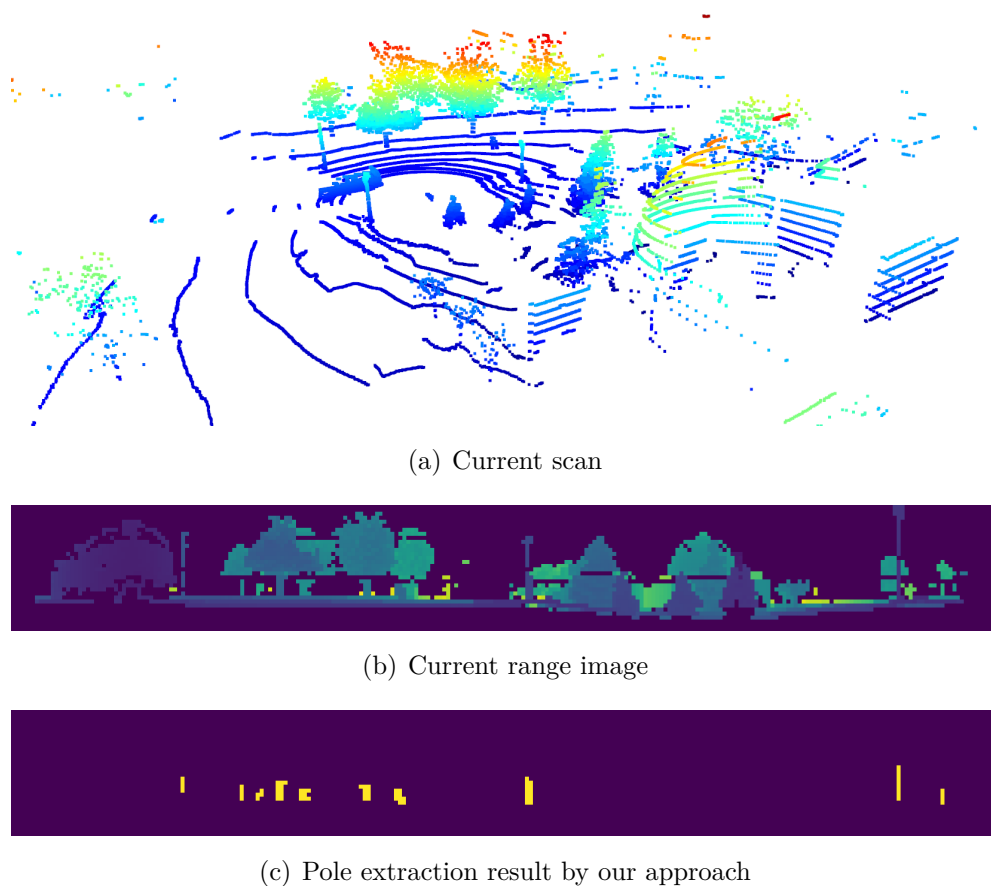 (a) Current scan
(b) Current range image
(c) Pole extraction result by our approach